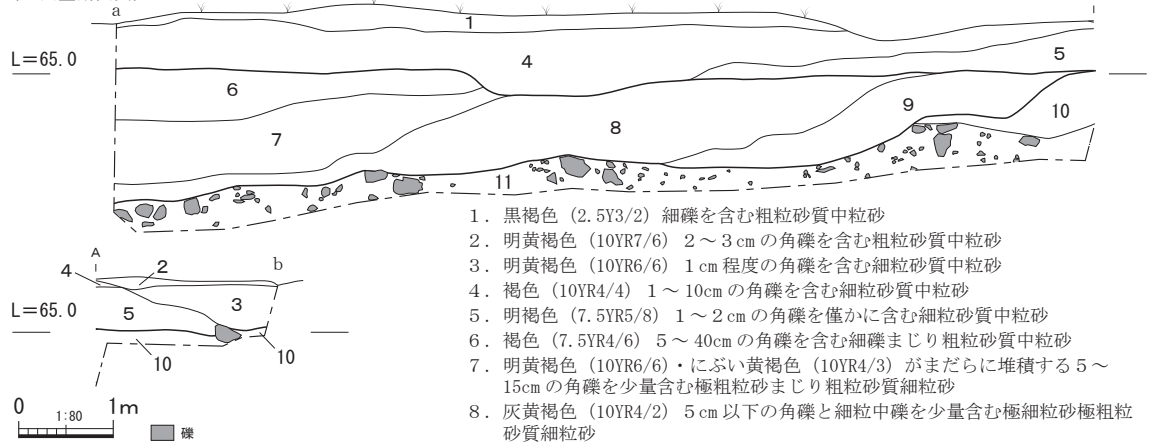 a
1
L＝65.0
4
5
6
9
10
7
8
11
A
b
4
2
L＝65.0
5
3
10
10
0
1:80
1m
礫
1．黒褐色（2.5Y3/2）細礫を含む粗粒砂質中粒砂
2．明黄褐色（10YR7/6）2～3cmの角礫を含む粗粒砂質中粒砂
3．明黄褐色（10YR6/6）1cm程度の角礫を含む細粒砂質中粒砂
4．褐色（10YR4/4）1～10cmの角礫を含む細粒砂質中粒砂
5．明褐色（7.5YR5/8）1～2cmの角礫を僅かに含む細粒砂質中粒砂
6．褐色（7.5YR4/6）5～40cmの角礫を含む細礫まじり粗粒砂質中粒砂
7．明黄褐色（10YR6/6）・にぶい黄褐色（10YR4/3）がまだらに堆積する5～
15cmの角礫を少量含む極粗粒砂まじり粗粒砂質細粒砂
8．灰黄褐色（10YR4/2）5cm以下の角礫と細粒中礫を少量含む極細粒砂極粗粒
砂質細粒砂